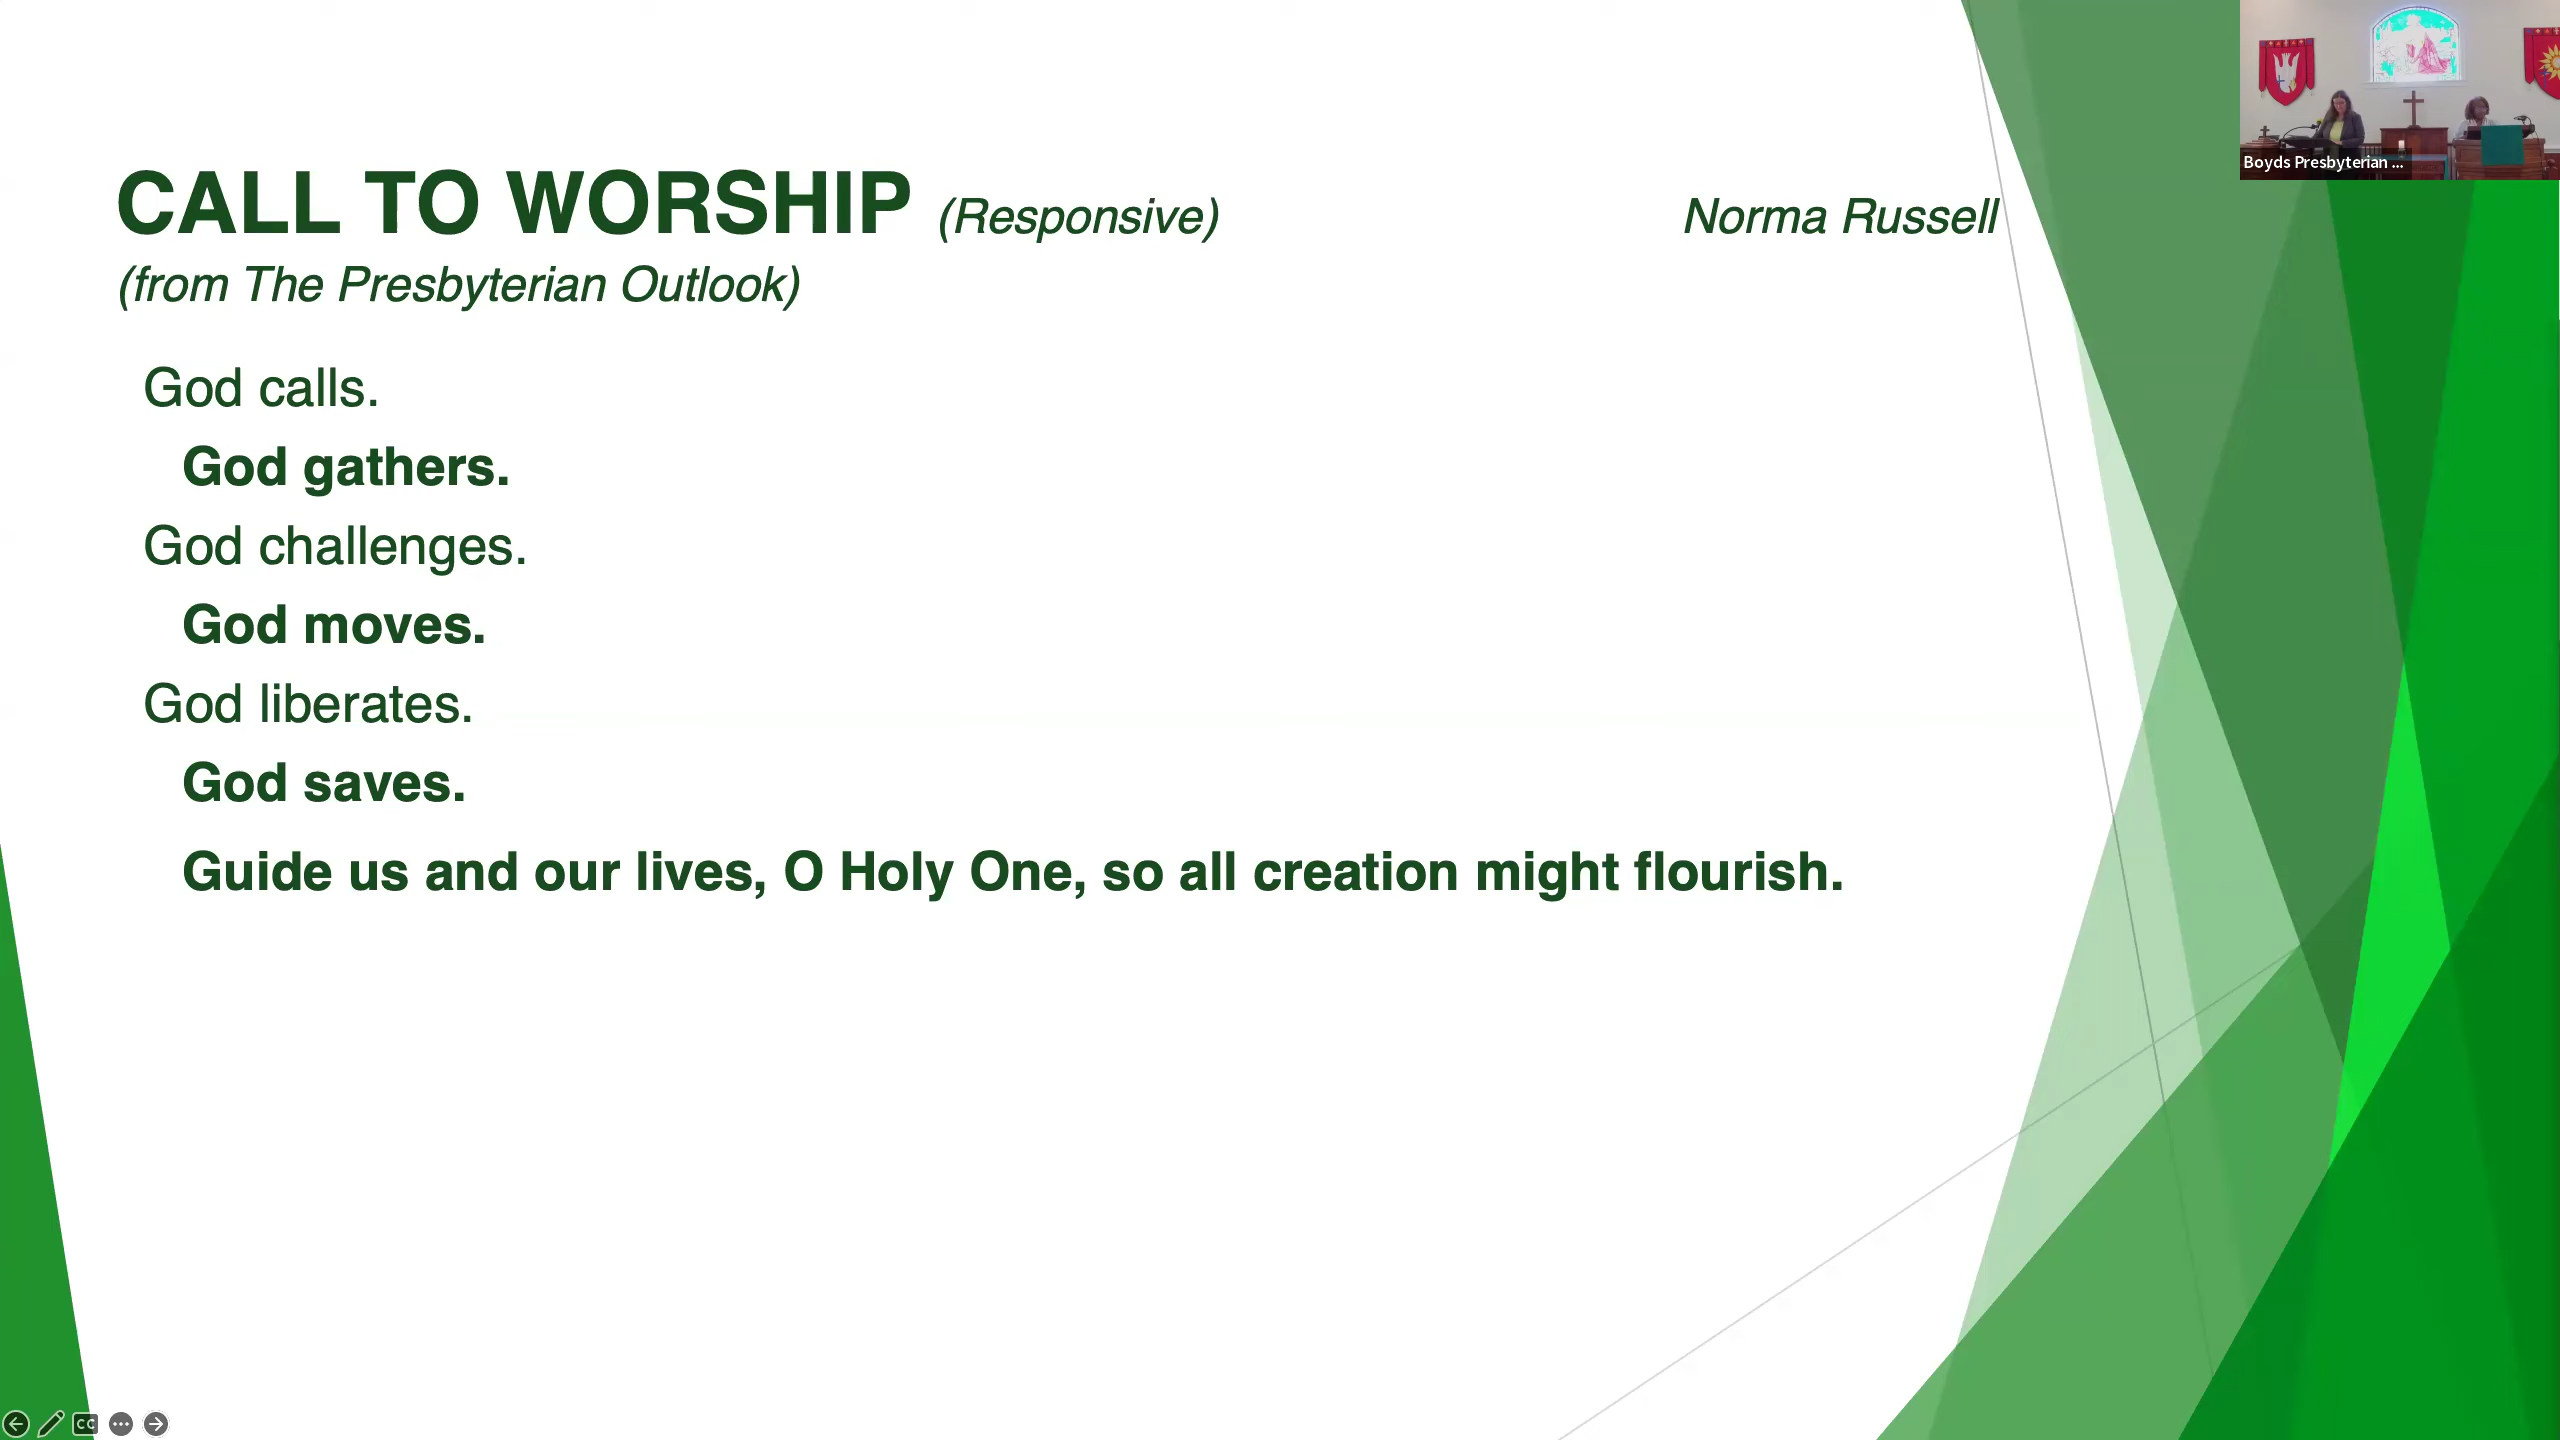 CALL TO WORSHIP (Responsive) Norma Russell
(from The Presbyterian Outlook)
God calls.
God gathers.
God challenges.
God moves.
God liberates.
God saves.
Guide us and our lives, O Holy One, so all creation might flourish.
Boyds Presbyterian ...
CC